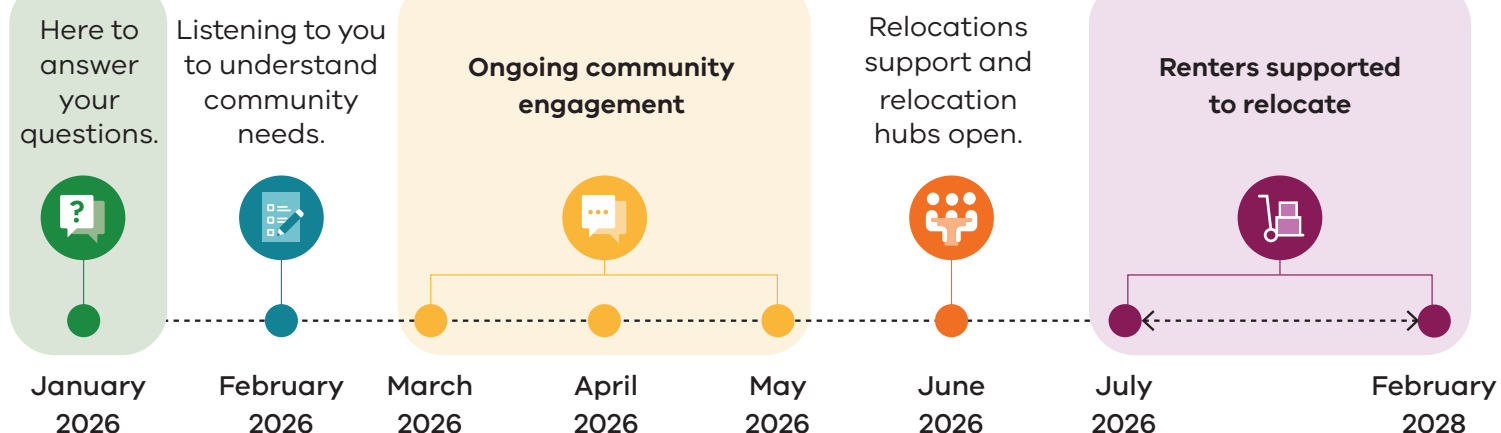 Here to
answer
your
questions.
Listening to you
to understand
community
needs.
Ongoing community
engagement
Relocations
support and
relocation
hubs open.
Renters supported
to relocate
?
January
2026
February
2026
March
2026
April
2026
May
2026
June
2026
July
2026
February
2028